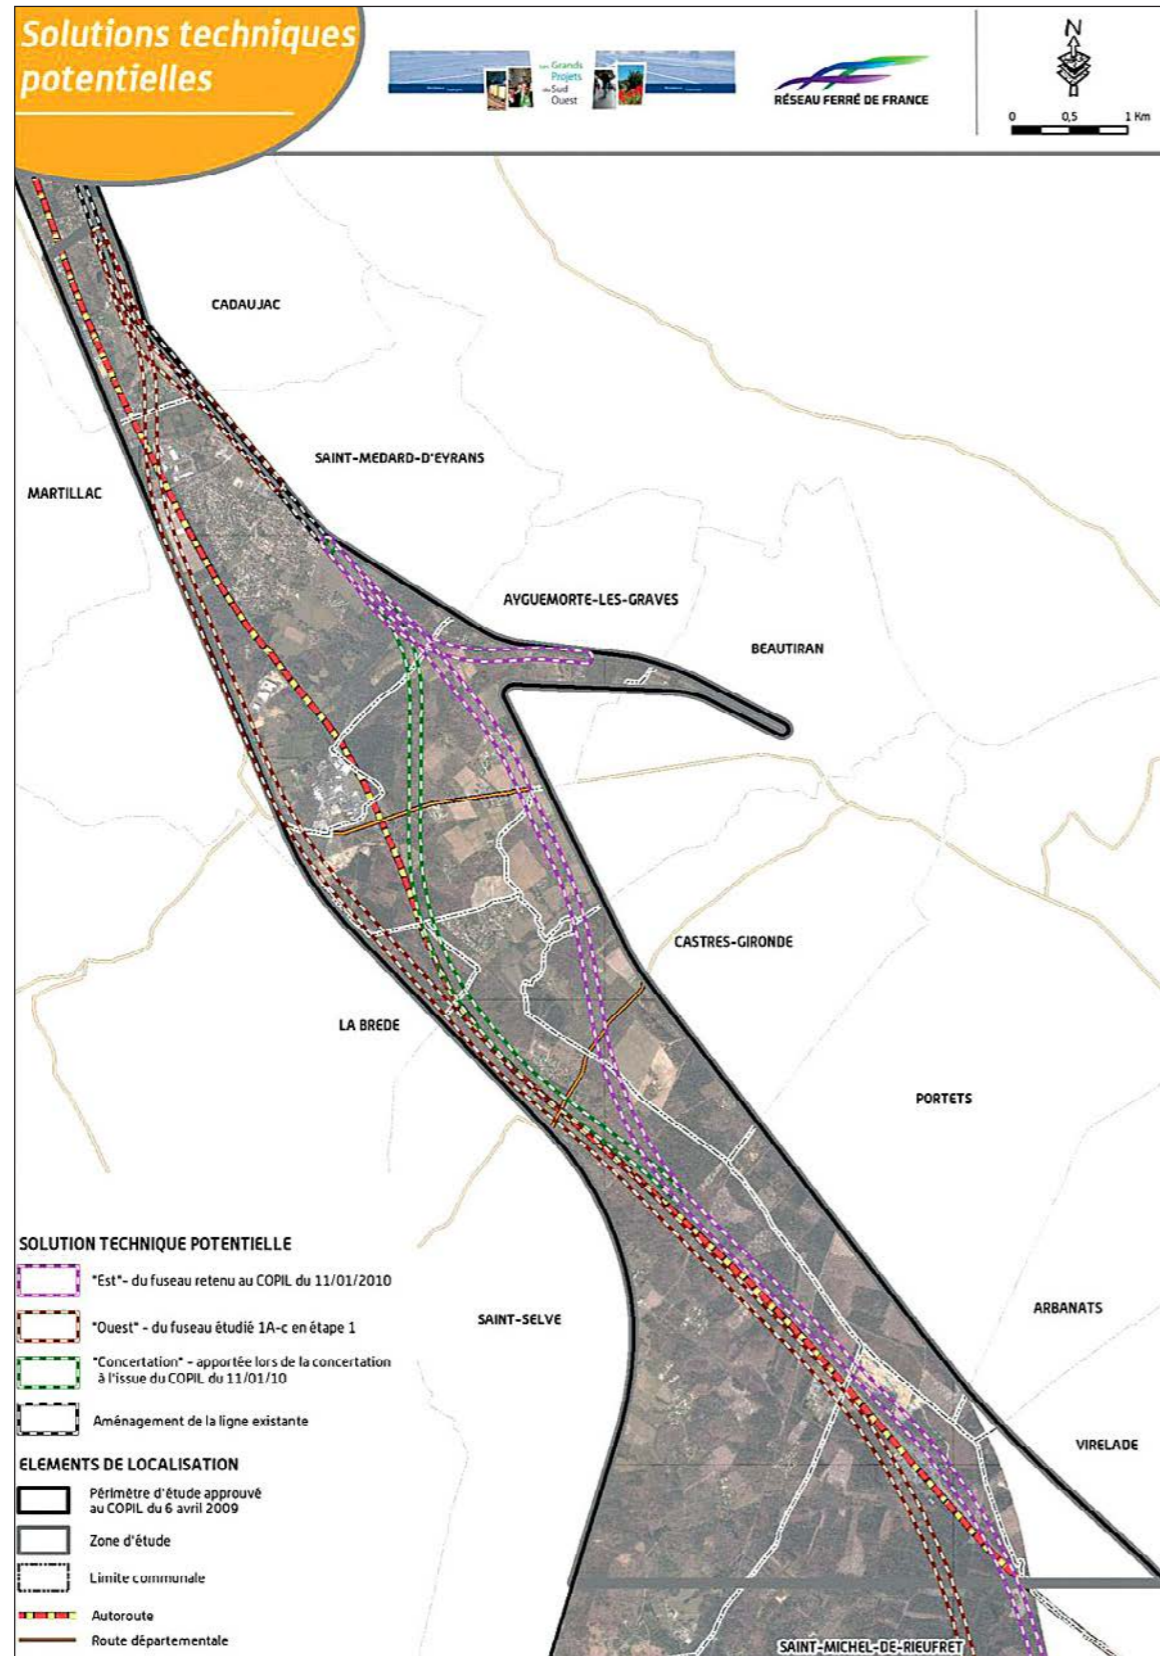 Solutions techniques
potentielles
Les Grands
Projets
du Sud
Ouest
RÉSEAU FERRÉ DE FRANCE
N
0 0,5 1 Km
CADAUJAC
SAINT-MEDARD-D'EYRANS
MARTILLAC
AYGUEMORTE-LES-GRAVES
BEAUTIRAN
CASTRES-GIRONDE
LA BREDE
PORTETS
SAINT-SELVE
ARBANATS
VIRELADE
SAINT-MICHEL-DE-RIEUFRET
SOLUTION TECHNIQUE POTENTIELLE
"Est"- du fuseau retenu au COPIL du 11/01/2010
"Ouest" - du fuseau étudié 1A-c en étape 1
"Concertation" - apportée lors de la concertation
à l'issue du COPIL du 11/01/10
Aménagement de la ligne existante
ELEMENTS DE LOCALISATION
Périmètre d'étude approuvé
au COPIL du 6 avril 2009
Zone d'étude
Limite communale
Autoroute
Route départementale